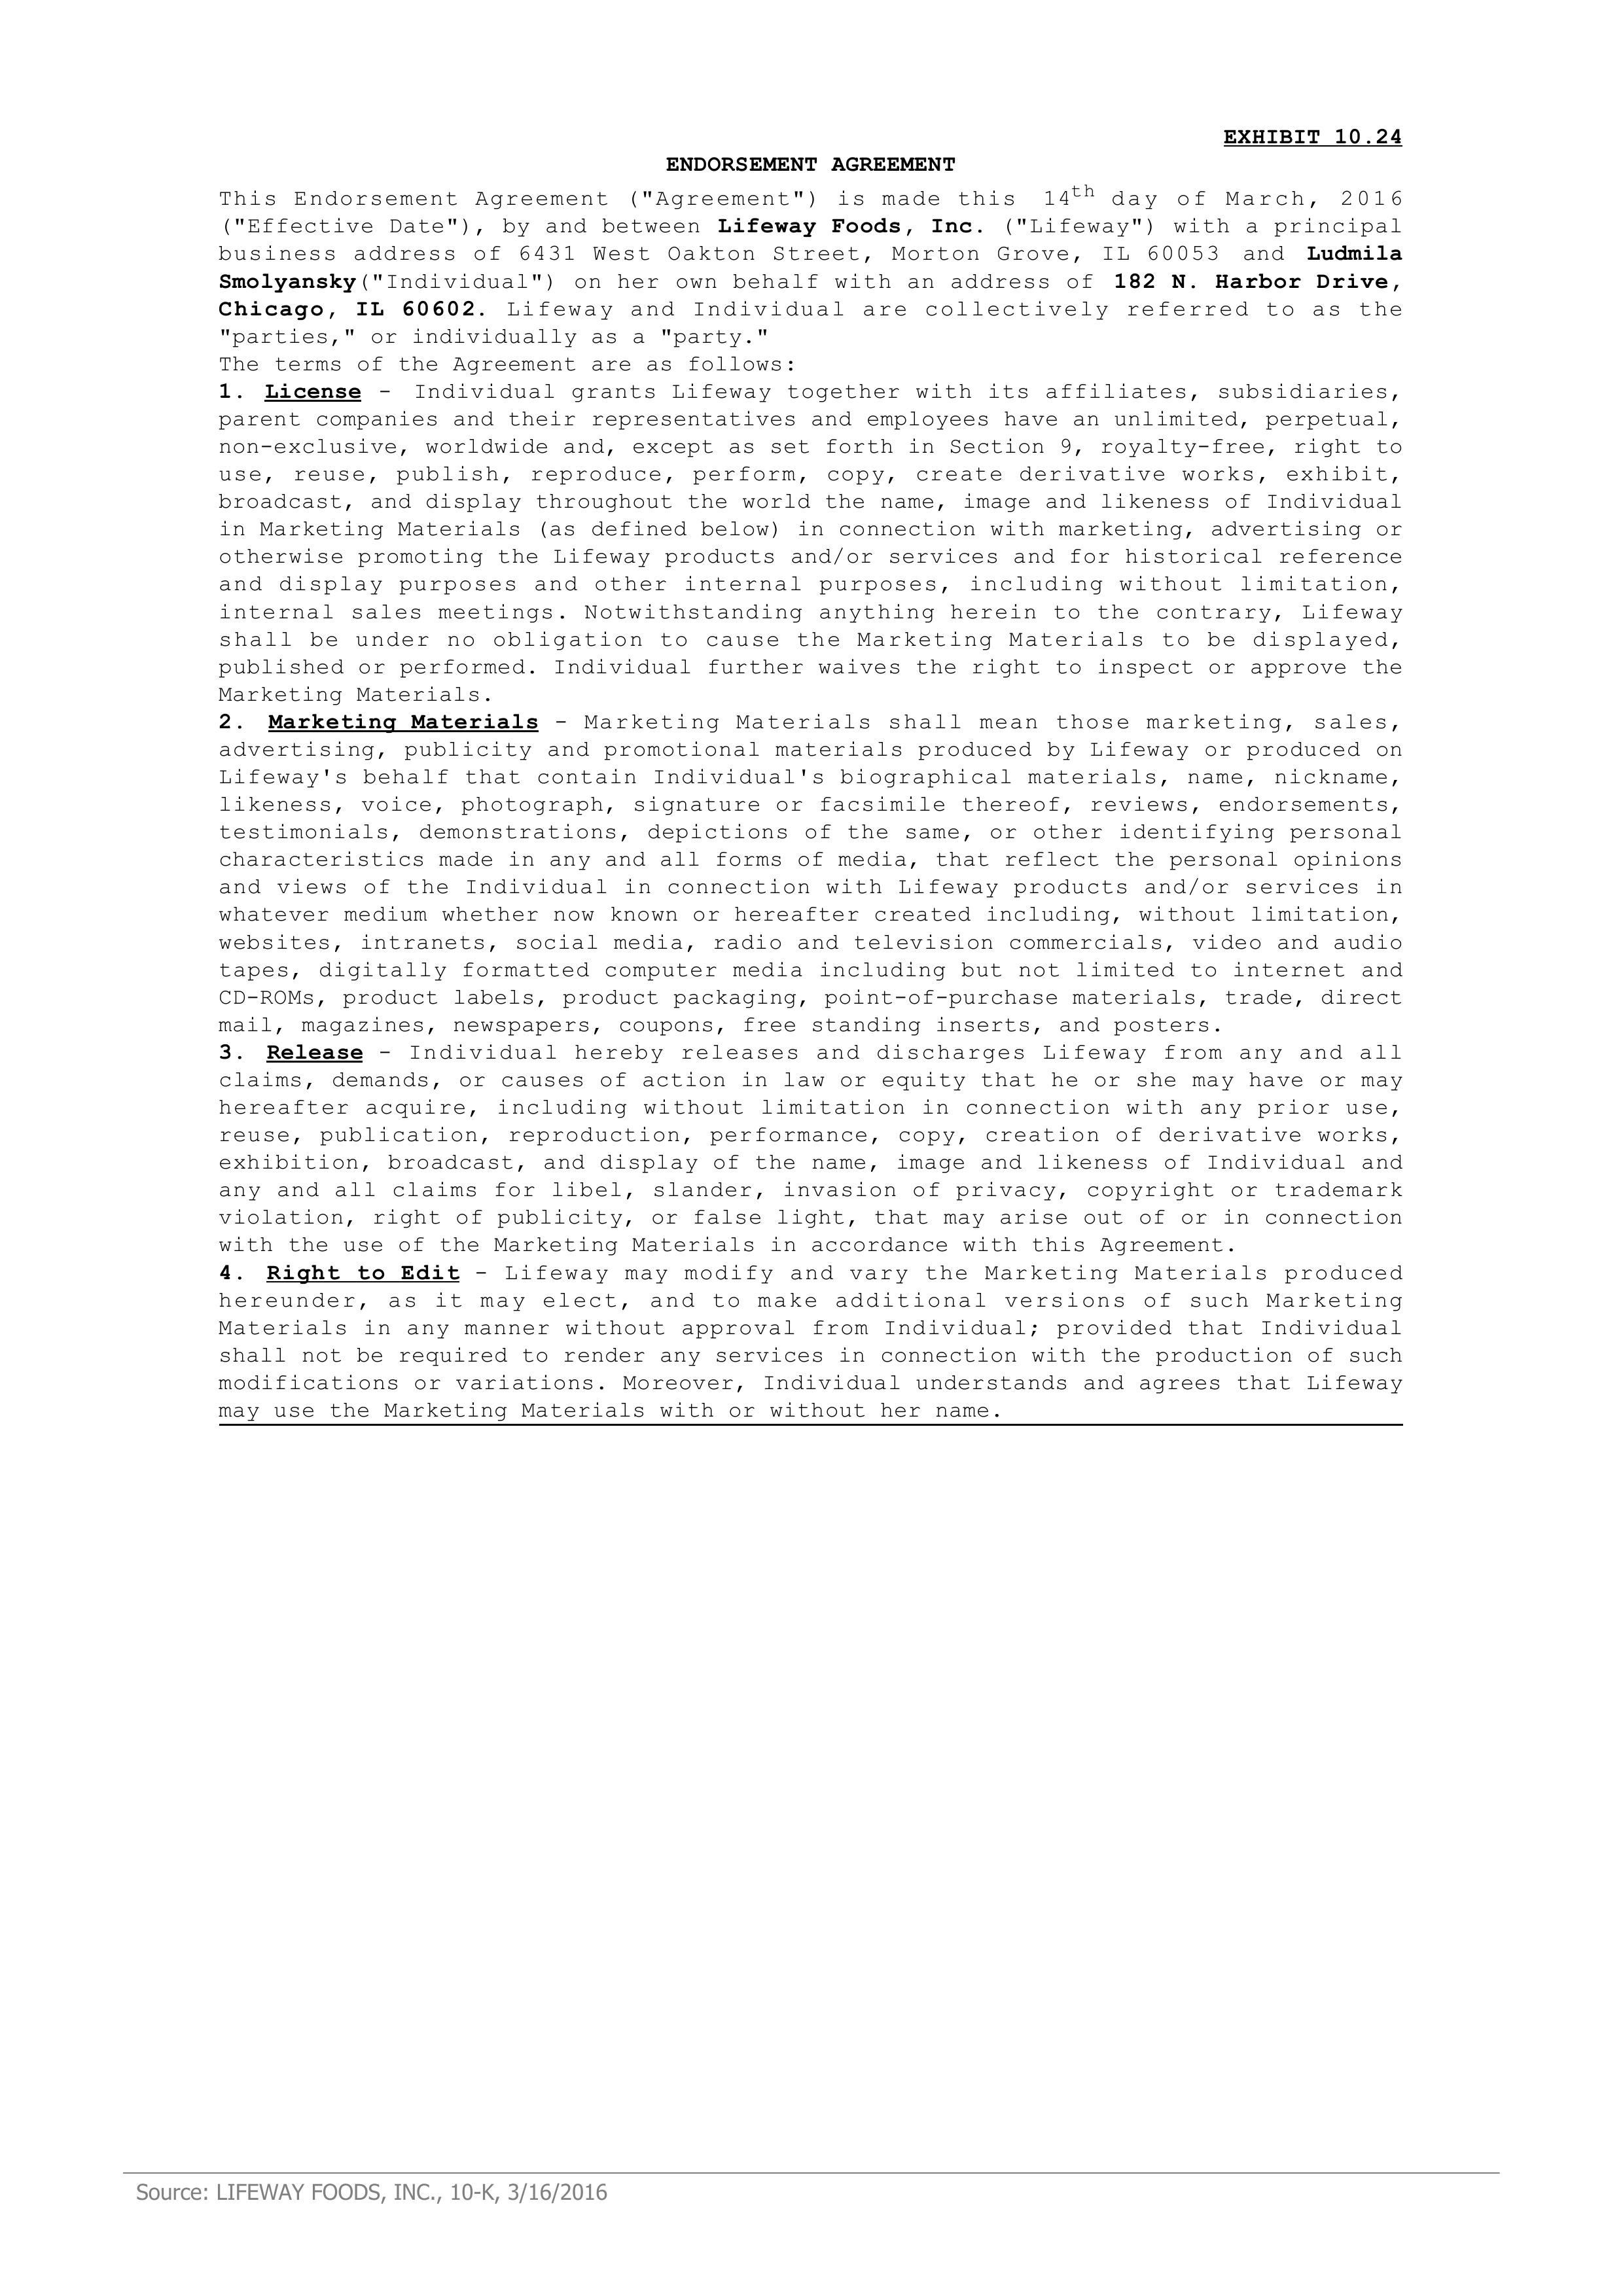 EXHIBIT 10.24
ENDORSEMENT AGREEMENT
This Endorsement Agreement ("Agreement") is made this 14th day of March, 2016
("Effective Date"), by and between Lifeway Foods, Inc. ("Lifeway") with a principal
business address of 6431 West Oakton Street, Morton Grove, IL 60053 and Ludmila
Smolyansky("Individual") on her own behalf with an address of 182 N. Harbor Drive,
Chicago, IL 60602. Lifeway and Individual are collectively referred to as the
"parties," or individually as a "party."
The terms of the Agreement are as follows:
1. License - Individual grants Lifeway together with its affiliates, subsidiaries,
parent companies and their representatives and employees have an unlimited, perpetual,
non-exclusive, worldwide and, except as set forth in Section 9, royalty-free, right to
use, reuse, publish, reproduce, perform, copy, create derivative works, exhibit,
broadcast, and display throughout the world the name, image and likeness of Individual
in Marketing Materials (as defined below) in connection with marketing, advertising or
otherwise promoting the Lifeway products and/or services and for historical reference
and display purposes and other internal purposes, including without limitation,
internal sales meetings. Notwithstanding anything herein to the contrary, Lifeway
shall be under no obligation to cause the Marketing Materials to be displayed,
published or performed. Individual further waives the right to inspect or approve the
Marketing Materials.
2. Marketing Materials - Marketing Materials shall mean those marketing, sales,
advertising, publicity and promotional materials produced by Lifeway or produced on
Lifeway's behalf that contain Individual's biographical materials, name, nickname,
likeness, voice, photograph, signature or facsimile thereof, reviews, endorsements,
testimonials, demonstrations, depictions of the same, or other identifying personal
characteristics made in any and all forms of media, that reflect the personal opinions
and views of the Individual in connection with Lifeway products and/or services in
whatever medium whether now known or hereafter created including, without limitation,
websites, intranets, social media, radio and television commercials, video and audio
tapes, digitally formatted computer media including but not limited to internet and
CD-ROMs, product labels, product packaging, point-of-purchase materials, trade, direct
mail, magazines, newspapers, coupons, free standing inserts, and posters.
3. Release - Individual hereby releases and discharges Lifeway from any and all
claims, demands, or causes of action in law or equity that he or she may have or may
hereafter acquire, including without limitation in connection with any prior use,
reuse, publication, reproduction, performance, copy, creation of derivative works,
exhibition, broadcast, and display of the name, image and likeness of Individual and
any and all claims for libel, slander, invasion of privacy, copyright or trademark
violation, right of publicity, or false light, that may arise out of or in connection
with the use of the Marketing Materials in accordance with this Agreement.
4. Right to Edit - Lifeway may modify and vary the Marketing Materials produced
hereunder, as it may elect, and to make additional versions of such Marketing
Materials in any manner without approval from Individual; provided that Individual
shall not be required to render any services in connection with the production of such
modifications or variations. Moreover, Individual understands and agrees that Lifeway
may use the Marketing Materials with or without her name.
Source: LIFEWAY FOODS, INC., 10-K, 3/16/2016